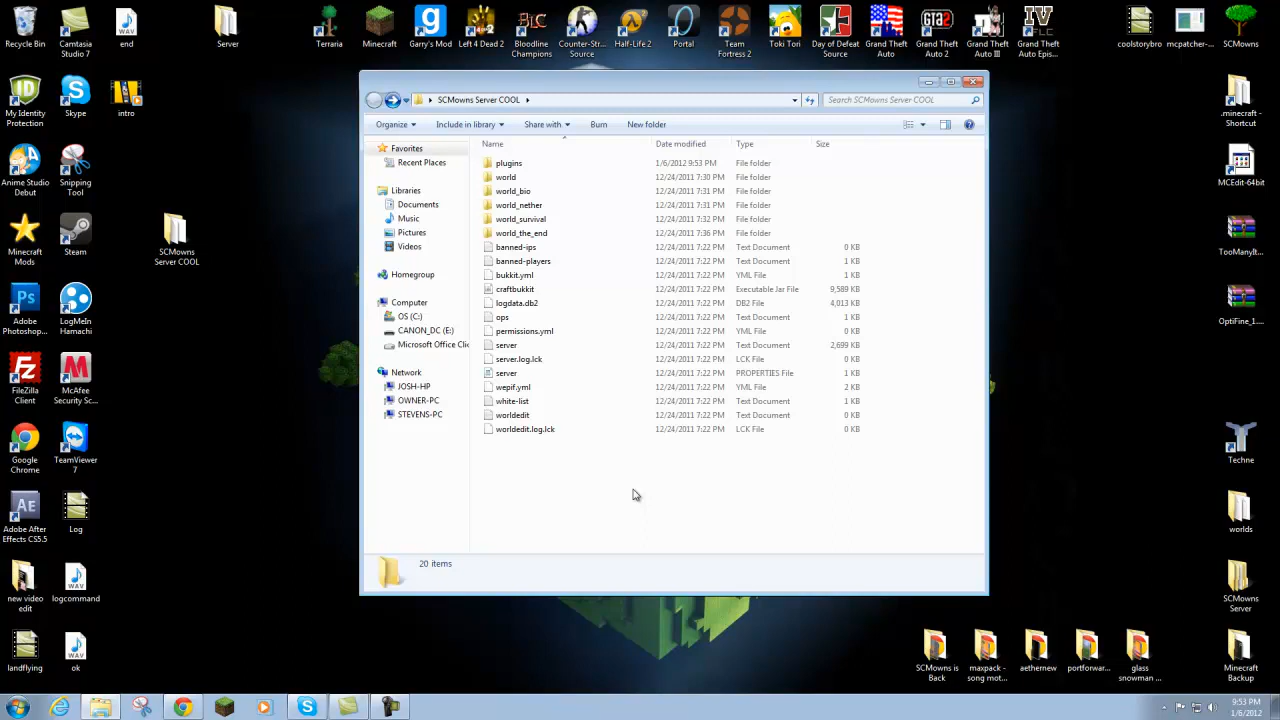 Recycle Bin
Camtasia Studio 7
end
Server
Terraria
Minecraft
Garry's Mod
Left 4 Dead 2
Bloodline Champions
Counter-Str... Source
Half-Life 2
Portal
Team Fortress 2
Toki Tori
Day of Defeat Source
Grand Theft Auto
Grand Theft Auto 2
Grand Theft Auto III
Grand Theft Auto Epis...
coolstorybro
mcpatcher-...
SCMowns
My Identity Protection
Skype
intro
.minecraft - Shortcut
Anime Studio Debut
Snipping Tool
MCEdit-64bit
Minecraft Mods
Steam
SCMowns Server COOL
TooManyIt...
Adobe Photoshop...
LogMeIn Hamachi
OptiFine_1....
FileZilla Client
McAfee Security Sc...
Google Chrome
TeamViewer 7
Techne
Adobe After Effects CS5.5
Log
worlds
new video edit
logcommand
SCMowns Server
landflying
ok
SCMowns is Back
maxpack - song mot...
aethernew
portforwar...
glass snowman ...
Minecraft Backup
SCMowns Server COOL
Search SCMowns Server COOL
Organize
Include in library
Share with
Burn
New folder
Favorites
Recent Places
Libraries
Documents
Music
Pictures
Videos
Homegroup
Computer
OS (C:)
CANON_DC (E:)
Microsoft Office Clic
Network
JOSH-HP
OWNER-PC
STEVENS-PC
Name Date modified Type Size
plugins 1/6/2012 9:53 PM File folder
world 12/24/2011 7:30 PM File folder
world_bio 12/24/2011 7:31 PM File folder
world_nether 12/24/2011 7:31 PM File folder
world_survival 12/24/2011 7:32 PM File folder
world_the_end 12/24/2011 7:36 PM File folder
banned-ips 12/24/2011 7:22 PM Text Document 0 KB
banned-players 12/24/2011 7:22 PM Text Document 1 KB
bukkit.yml 12/24/2011 7:22 PM YML File 1 KB
craftbukkit 12/24/2011 7:22 PM Executable Jar File 9,589 KB
logdata.db2 12/24/2011 7:22 PM DB2 File 4,013 KB
ops 12/24/2011 7:22 PM Text Document 1 KB
permissions.yml 12/24/2011 7:22 PM YML File 0 KB
server 12/24/2011 7:22 PM Text Document 2,699 KB
server.log.lck 12/24/2011 7:22 PM LCK File 0 KB
server 12/24/2011 7:22 PM PROPERTIES File 1 KB
wepif.yml 12/24/2011 7:22 PM YML File 2 KB
white-list 12/24/2011 7:22 PM Text Document 1 KB
worldedit 12/24/2011 7:22 PM Text Document 0 KB
worldedit.log.lck 12/24/2011 7:22 PM LCK File 0 KB
20 items
9:53 PM
1/6/2012